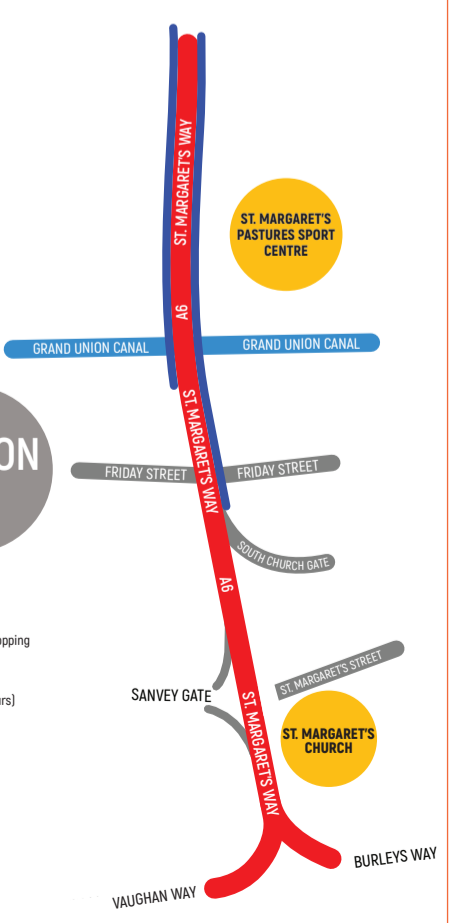 ST. MARGARET'S WAY
ST. MARGARET'S
PASTURES SPORT
CENTRE
A6
GRAND UNION CANAL
GRAND UNION CANAL
ST. MARGARET'S WAY
ON
FRIDAY STREET
FRIDAY STREET
SOUTH CHURCH GATE
A6
opping
ST. MARGARET'S STREET
SANVEY GATE
urs)
ST. MARGARET'S WAY
ST. MARGARET'S
CHURCH
BURLEYS WAY
VAUGHAN WAY